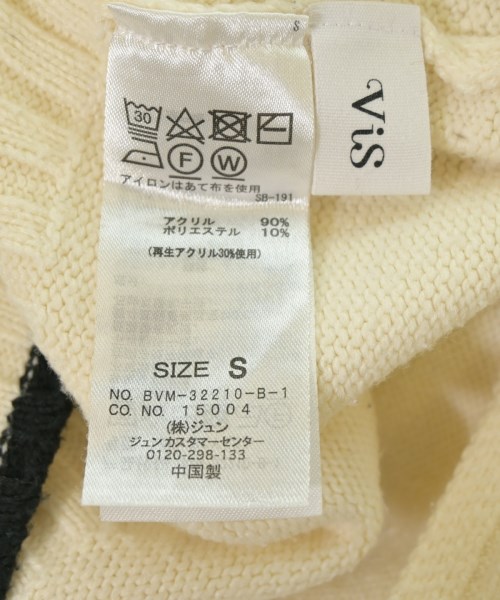 S
ViS
30
F
W
アイロンはあて布を使用
SB-191
アクリル 90%
ポリエステル 10%
(再生アクリル30%使用)
SIZE S
NO. BVM-32210-B-1
CO. NO. 15004
(株)ジュン
ジュンカスタマーセンター
0120-298-133
中国製